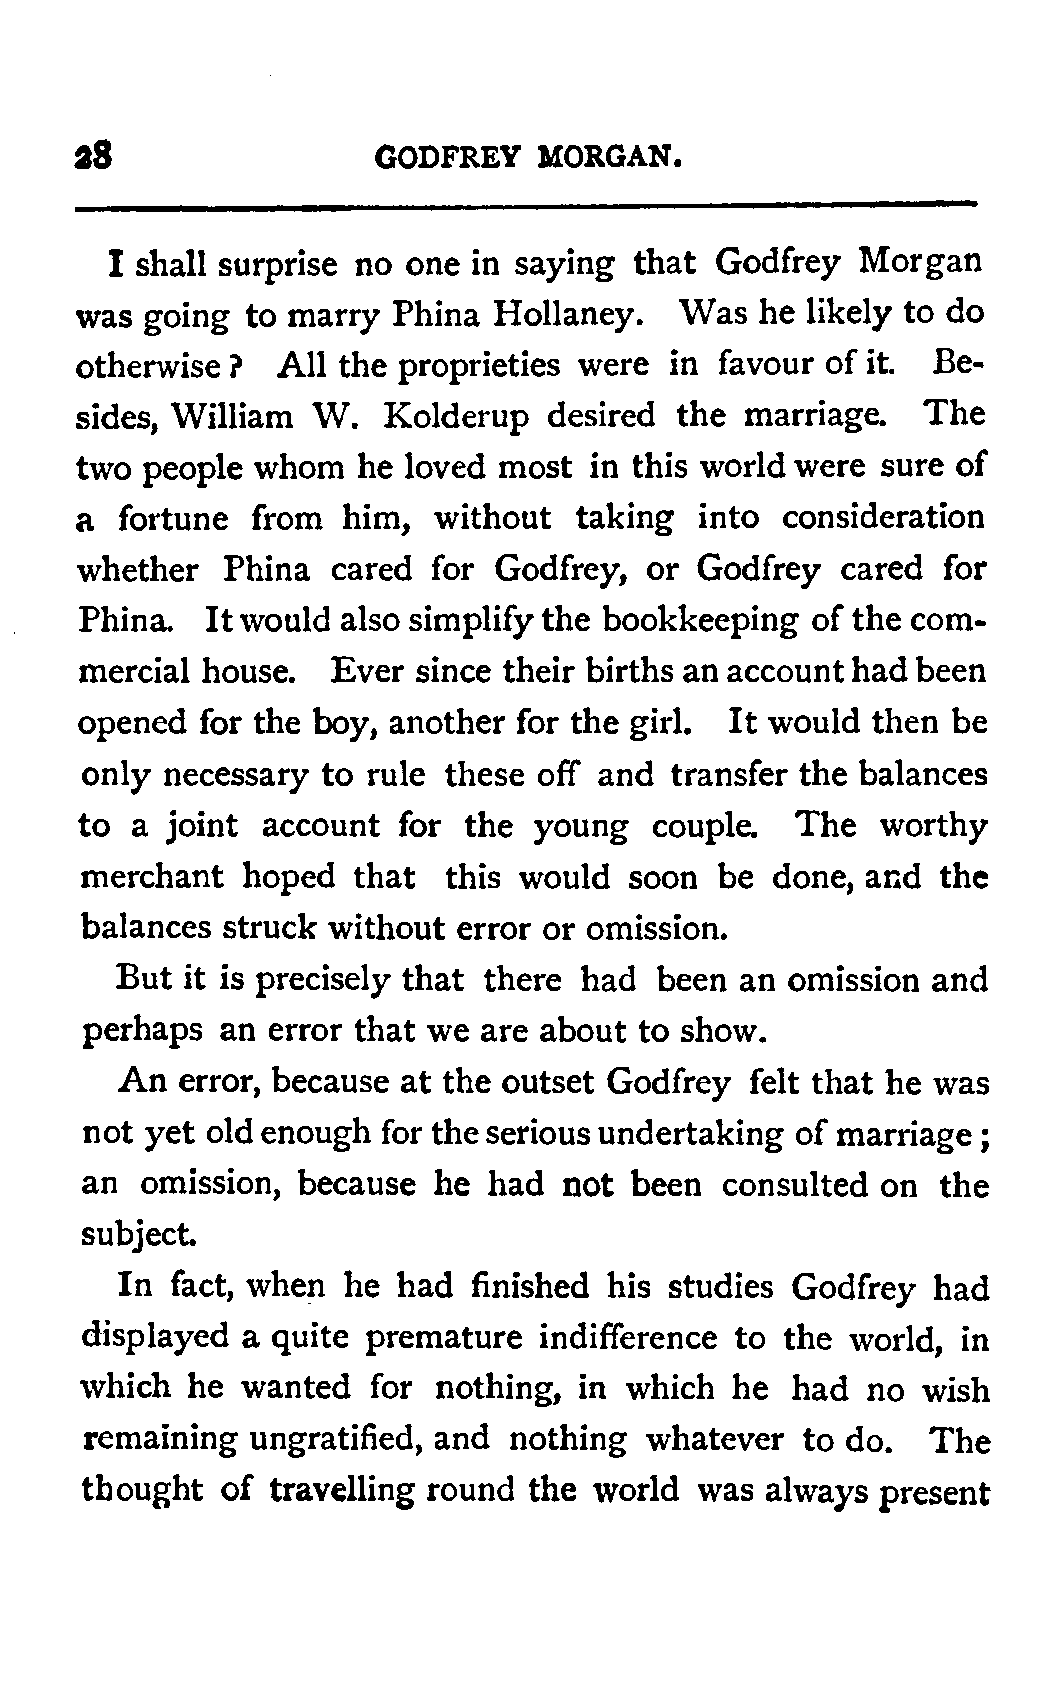 28 GODFREY MORGAN.
I shall surprise no one in saying that Godfrey Morgan
was going to marry Phina Hollaney. Was he likely to do
otherwise? All the proprieties were in favour of it. Be-
sides, William W. Kolderup desired the marriage. The
two people whom he loved most in this world were sure of
a fortune from him, without taking into consideration
whether Phina cared for Godfrey, or Godfrey cared for
Phina. It would also simplify the bookkeeping of the com-
mercial house. Ever since their births an account had been
opened for the boy, another for the girl. It would then be
only necessary to rule these off and transfer the balances
to a joint account for the young couple. The worthy
merchant hoped that this would soon be done, and the
balances struck without error or omission.
But it is precisely that there had been an omission and
perhaps an error that we are about to show.
An error, because at the outset Godfrey felt that he was
not yet old enough for the serious undertaking of marriage;
an omission, because he had not been consulted on the
subject.
In fact, when he had finished his studies Godfrey had
displayed a quite premature indifference to the world, in
which he wanted for nothing, in which he had no wish
remaining ungratified, and nothing whatever to do. The
thought of travelling round the world was always present